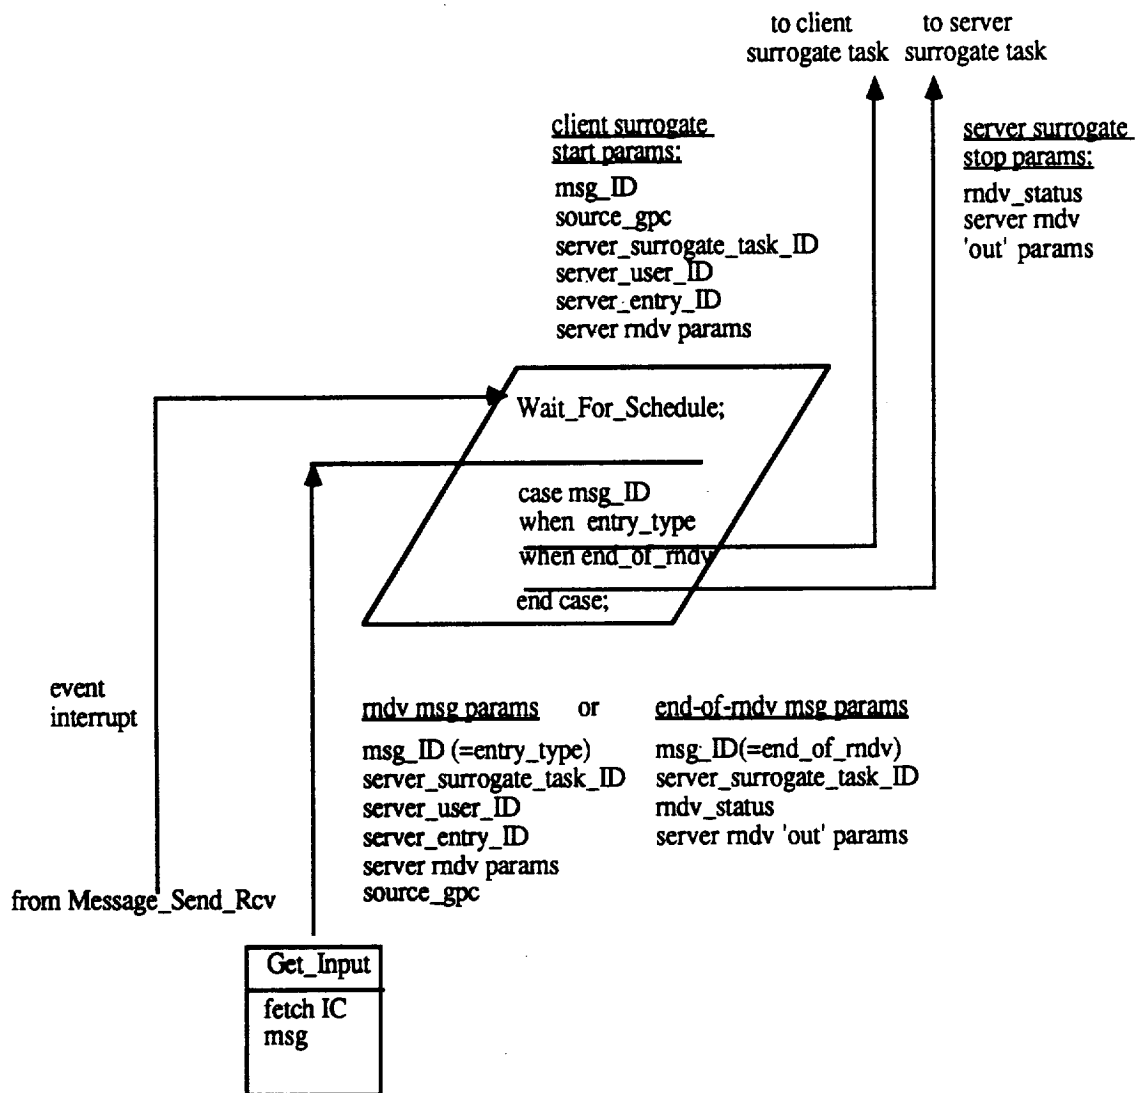 to client
surrogate task
to server
surrogate task
client surrogate
start params:
msg_ID
source_gpc
server_surrogate_task_ID
server_user_ID
server_entry_ID
server rndv params
server surrogate
stop params:
rndv_status
server rndv
'out' params
Wait_For_Schedule;
case msg_ID
when entry_type
when end_of_rndv
end case;
event
interrupt
rndv msg params or end-of-rndv msg params
msg_ID (=entry_type)
server_surrogate_task_ID
server_user_ID
server_entry_ID
server rndv params
source_gpc
msg_ID(=end_of_rndv)
server_surrogate_task_ID
rndv_status
server rndv 'out' params
from Message_Send_Rcv
Get_Input
fetch IC
msg